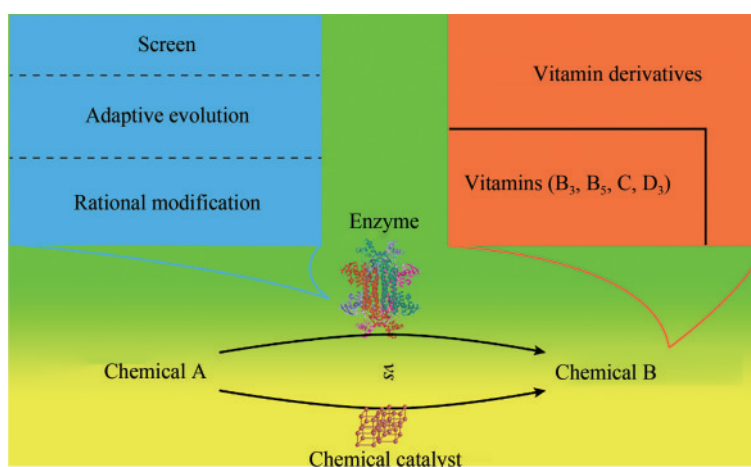 Screen
Adaptive evolution
Rational modification
Vitamin derivatives
Vitamins (B₃, B₅, C, D₃)
Enzyme
Chemical A
vs
Chemical B
Chemical catalyst